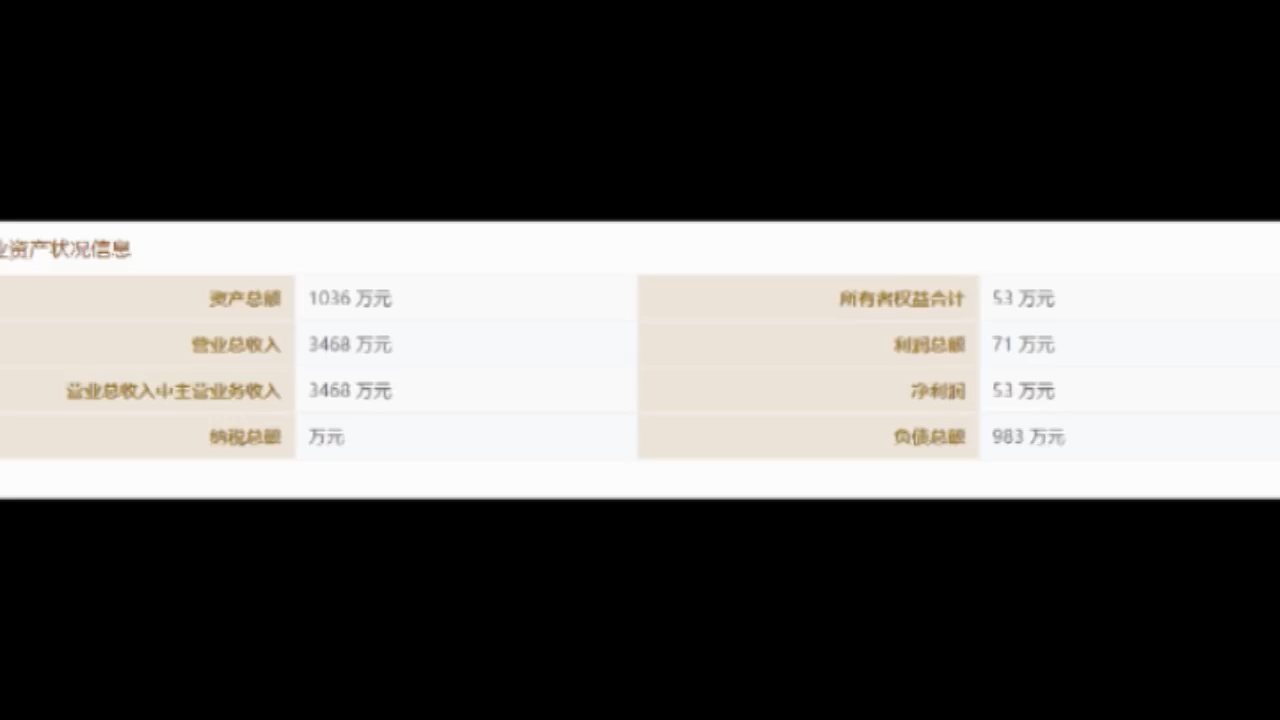 业资产状况信息
资产总额 1036 万元 所有者权益合计 53 万元
营业总收入 3468 万元 利润总额 71 万元
营业总收入中主营业务收入 3468 万元 净利润 53 万元
纳税总额 万元 负债总额 983 万元